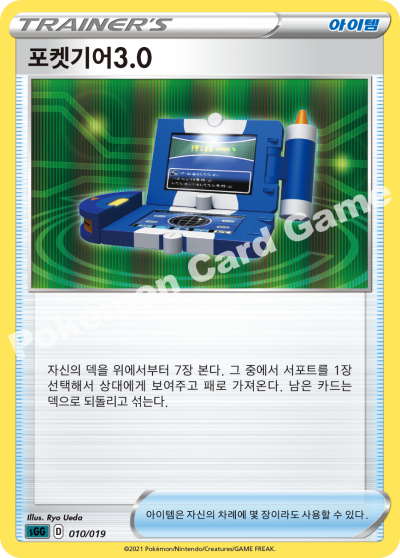 TRAINER'S
아이템
포켓기어3.0
Pokémon Card Game
자신의 덱을 위에서부터 7장 본다. 그 중에서 서포트를 1장
선택해서 상대에게 보여주고 패로 가져온다. 남은 카드는
덱으로 되돌리고 섞는다.
Illus. Ryo Ueda
sGG D 010/019
아이템은 자신의 차례에 몇 장이라도 사용할 수 있다.
©2021 Pokémon/Nintendo/Creatures/GAME FREAK.